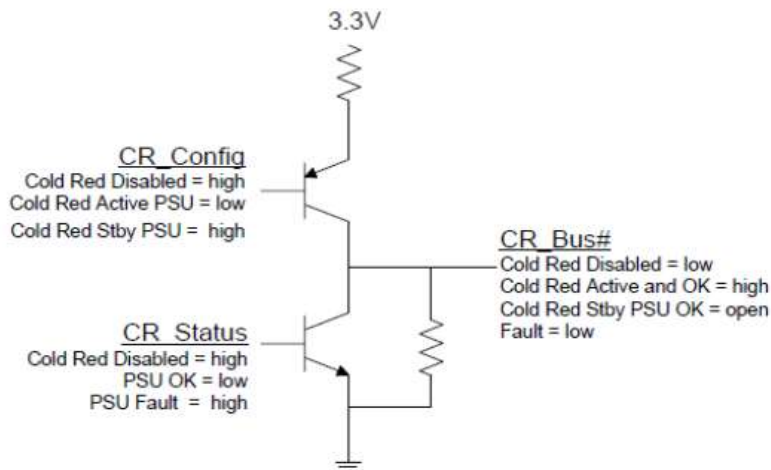 3.3V
CR_Config
Cold Red Disabled = high
Cold Red Active PSU = low
Cold Red Stby PSU = high
CR_Bus#
Cold Red Disabled = low
Cold Red Active and OK = high
Cold Red Stby PSU OK = open
Fault = low
CR_Status
Cold Red Disabled = high
PSU OK = low
PSU Fault = high